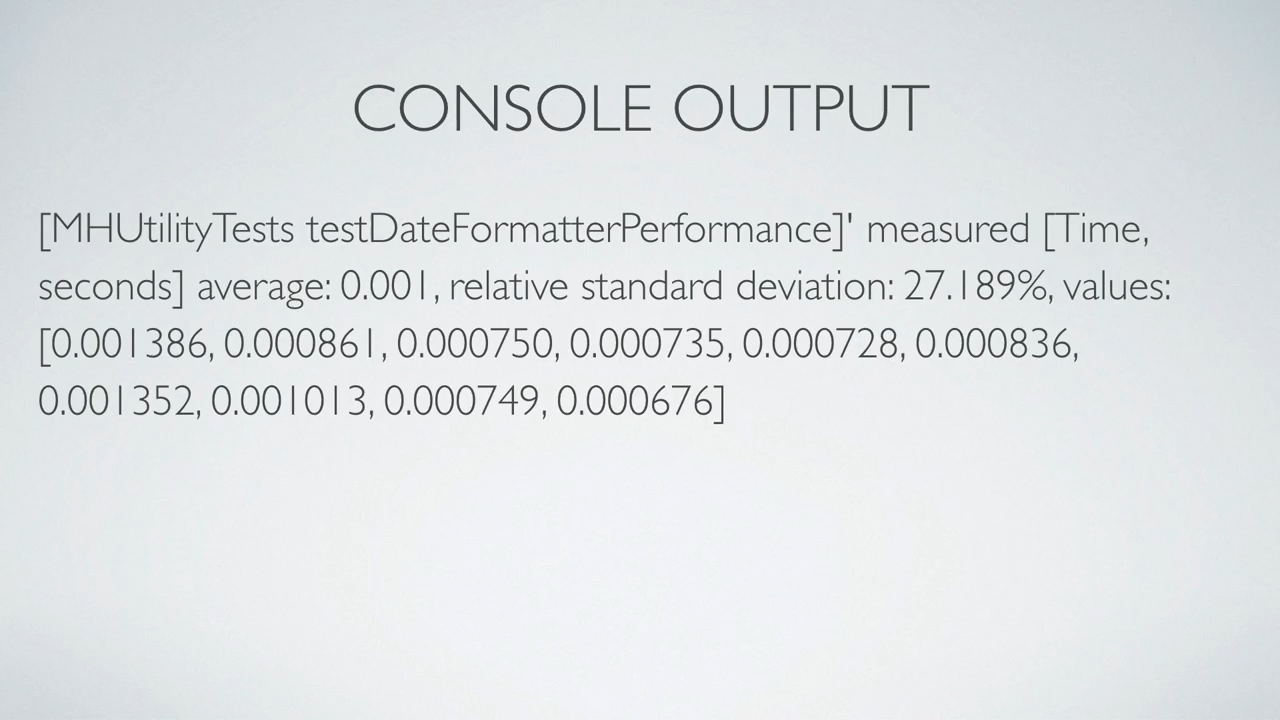 CONSOLE OUTPUT
[MHUtilityTests testDateFormatterPerformance]' measured [Time,
seconds] average: 0.001, relative standard deviation: 27.189%, values:
[0.001386, 0.000861, 0.000750, 0.000735, 0.000728, 0.000836,
0.001352, 0.001013, 0.000749, 0.000676]